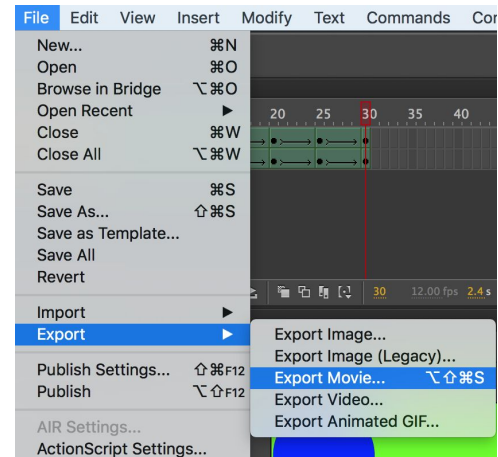 File Edit View Insert Modify Text Commands Con
New... ⌘N
Open ⌘O
Browse in Bridge ⌥⌘O
Open Recent ▶
Close ⌘W
Close All ⌥⌘W
20 25 30 35 40
Save ⌘S
Save As... ⇧⌘S
Save as Template...
Save All
Revert
30 12.00 fps 2.4 s
Import ▶
Export ▶
Export Image...
Export Image (Legacy)...
Export Movie... ⌥⇧⌘S
Export Video...
Export Animated GIF...
Publish Settings... ⇧⌘F12
Publish ⌥⇧F12
AIR Settings...
ActionScript Settings...